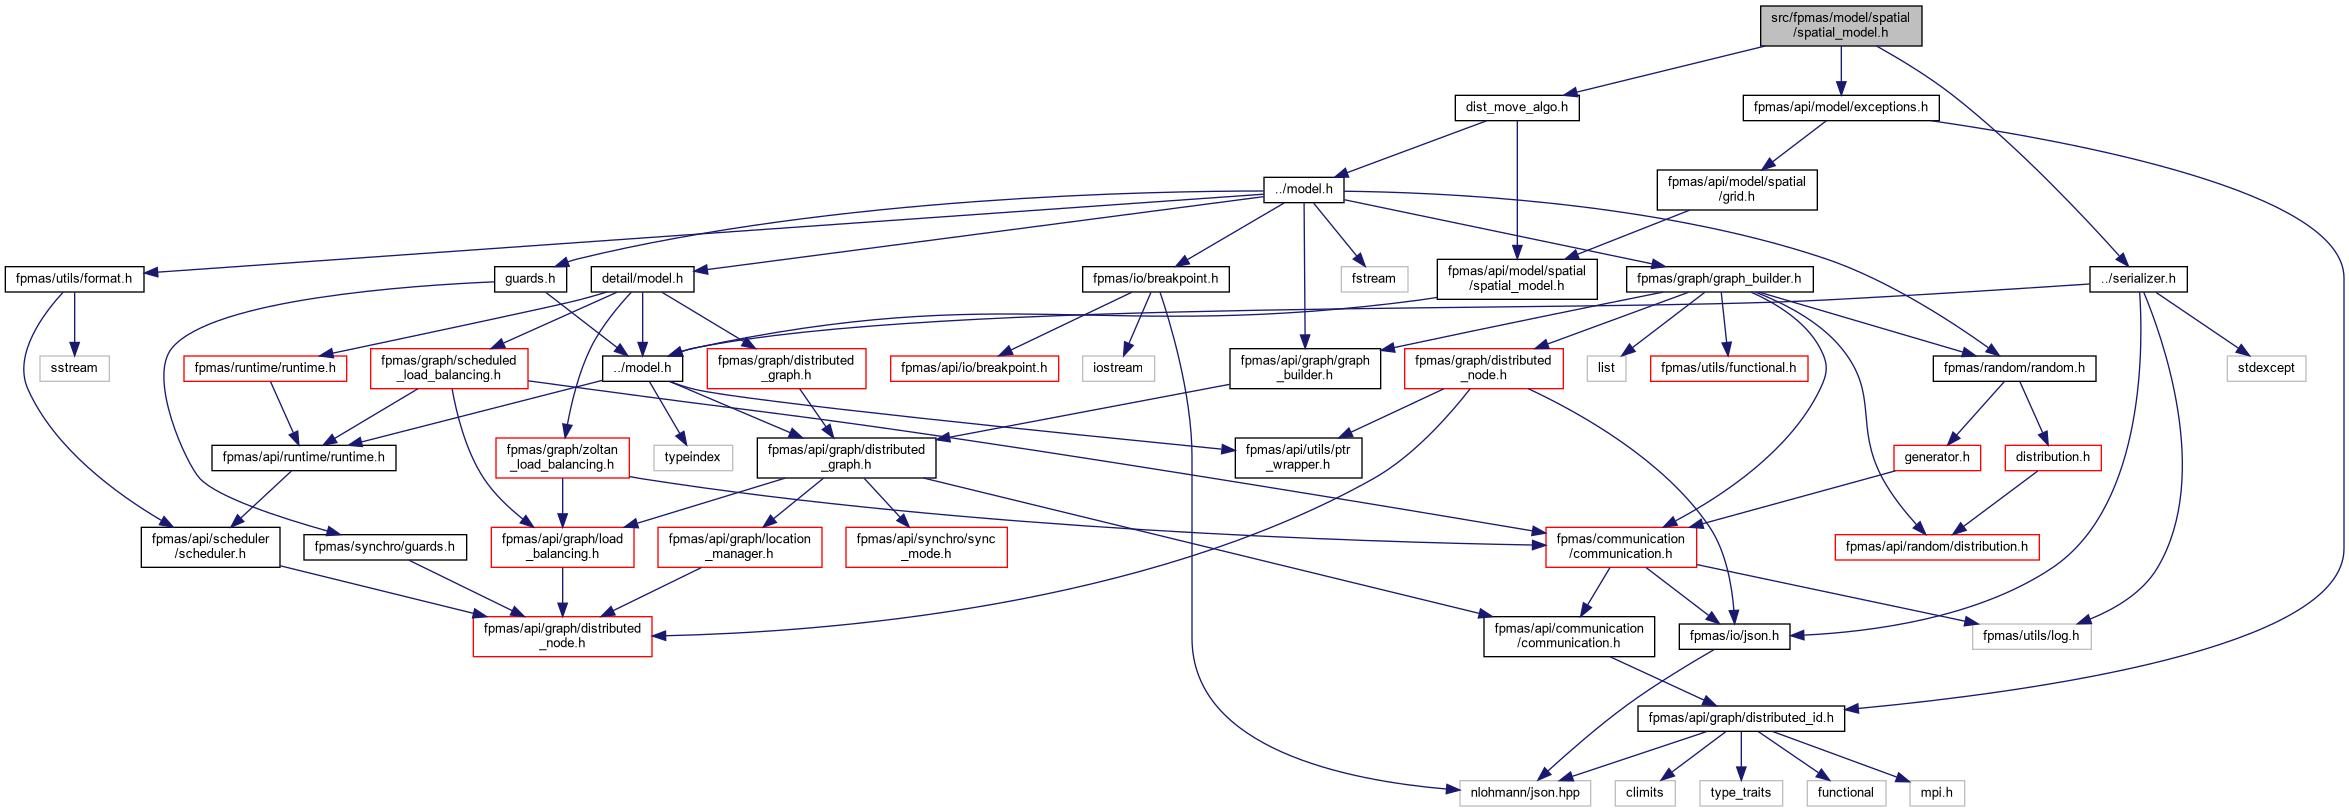 src/fpmas/model/spatial
/spatial_model.h
dist_move_algo.h
fpmas/api/model/exceptions.h
../model.h
fpmas/api/model/spatial
/grid.h
fpmas/utils/format.h
guards.h
detail/model.h
fpmas/io/breakpoint.h
fstream
fpmas/api/model/spatial
/spatial_model.h
fpmas/graph/graph_builder.h
../serializer.h
sstream
fpmas/runtime/runtime.h
fpmas/graph/scheduled
_load_balancing.h
../model.h
fpmas/graph/distributed
_graph.h
fpmas/api/io/breakpoint.h
iostream
fpmas/api/graph/graph
_builder.h
fpmas/graph/distributed
_node.h
list
fpmas/utils/functional.h
fpmas/random/random.h
stdexcept
fpmas/api/runtime/runtime.h
fpmas/graph/zoltan
_load_balancing.h
typeindex
fpmas/api/graph/distributed
_graph.h
fpmas/api/utils/ptr
_wrapper.h
generator.h
distribution.h
fpmas/api/scheduler
/scheduler.h
fpmas/synchro/guards.h
fpmas/api/graph/load
_balancing.h
fpmas/api/graph/location
_manager.h
fpmas/api/synchro/sync
_mode.h
fpmas/communication
/communication.h
fpmas/api/random/distribution.h
fpmas/api/graph/distributed
_node.h
fpmas/api/communication
/communication.h
fpmas/io/json.h
fpmas/utils/log.h
fpmas/api/graph/distributed_id.h
nlohmann/json.hpp
climits
type_traits
functional
mpi.h